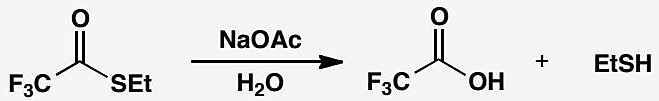 O
F₃C SEt
NaOAc
H₂O
O
F₃C OH
+
EtSH